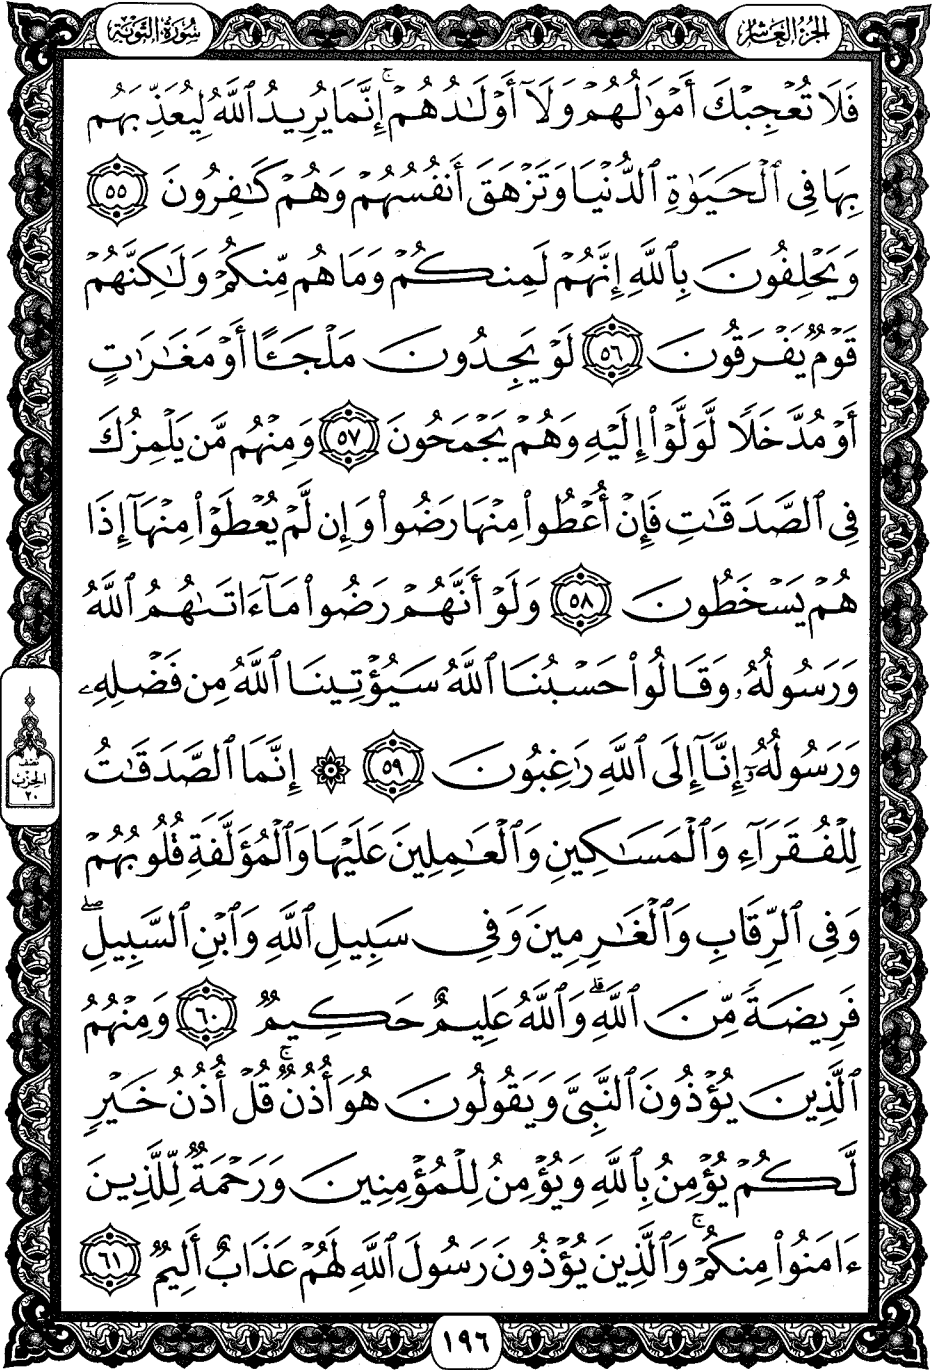 الجزء العاشر
سورة التوبة
فَلَا تُعْجِبْكَ أَمْوَٰلُهُمْ وَلَآ أَوْلَٰدُهُمْ ۚ إِنَّمَا يُرِيدُ ٱللَّهُ لِيُعَذِّبَهُم
بِهَا فِى ٱلْحَيَوٰةِ ٱلدُّنْيَا وَتَزْهَقَ أَنفُسُهُمْ وَهُمْ كَٰفِرُونَ ٥٥
وَيَحْلِفُونَ بِٱللَّهِ إِنَّهُمْ لَمِنكُمْ وَمَا هُم مِّنكُمْ وَلَٰكِنَّهُمْ
قَوْمٌ يَفْرَقُونَ ٥٦ لَوْ يَجِدُونَ مَلْجَـًٔا أَوْ مَغَٰرَٰتٍ
أَوْ مُدَّخَلًا لَّوَلَّوْا۟ إِلَيْهِ وَهُمْ يَجْمَحُونَ ٥٧ وَمِنْهُم مَّن يَلْمِزُكَ
فِى ٱلصَّدَقَٰتِ فَإِنْ أُعْطُوا۟ مِنْهَا رَضُوا۟ وَإِن لَّمْ يُعْطَوْا۟ مِنْهَآ إِذَا
هُمْ يَسْخَطُونَ ٥٨ وَلَوْ أَنَّهُمْ رَضُوا۟ مَآ ءَاتَىٰهُمُ ٱللَّهُ
وَرَسُولُهُۥ وَقَالُوا۟ حَسْبُنَا ٱللَّهُ سَيُؤْتِينَا ٱللَّهُ مِن فَضْلِهِۦ
وَرَسُولُهُۥٓ إِنَّآ إِلَى ٱللَّهِ رَٰغِبُونَ ٥٩ ۞ إِنَّمَا ٱلصَّدَقَٰتُ
لِلْفُقَرَآءِ وَٱلْمَسَٰكِينِ وَٱلْعَٰمِلِينَ عَلَيْهَا وَٱلْمُؤَلَّفَةِ قُلُوبُهُمْ
وَفِى ٱلرِّقَابِ وَٱلْغَٰرِمِينَ وَفِى سَبِيلِ ٱللَّهِ وَٱبْنِ ٱلسَّبِيلِ ۖ
فَرِيضَةً مِّنَ ٱللَّهِ ۗ وَٱللَّهُ عَلِيمٌ حَكِيمٌ ٦٠ وَمِنْهُمُ
ٱلَّذِينَ يُؤْذُونَ ٱلنَّبِىَّ وَيَقُولُونَ هُوَ أُذُنٌ ۚ قُلْ أُذُنُ خَيْرٍ
لَّكُمْ يُؤْمِنُ بِٱللَّهِ وَيُؤْمِنُ لِلْمُؤْمِنِينَ وَرَحْمَةٌ لِّلَّذِينَ
ءَامَنُوا۟ مِنكُمْ ۚ وَٱلَّذِينَ يُؤْذُونَ رَسُولَ ٱللَّهِ لَهُمْ عَذَابٌ أَلِيمٌ ٦١
نصف
الحزب
٢٠
١٩٦